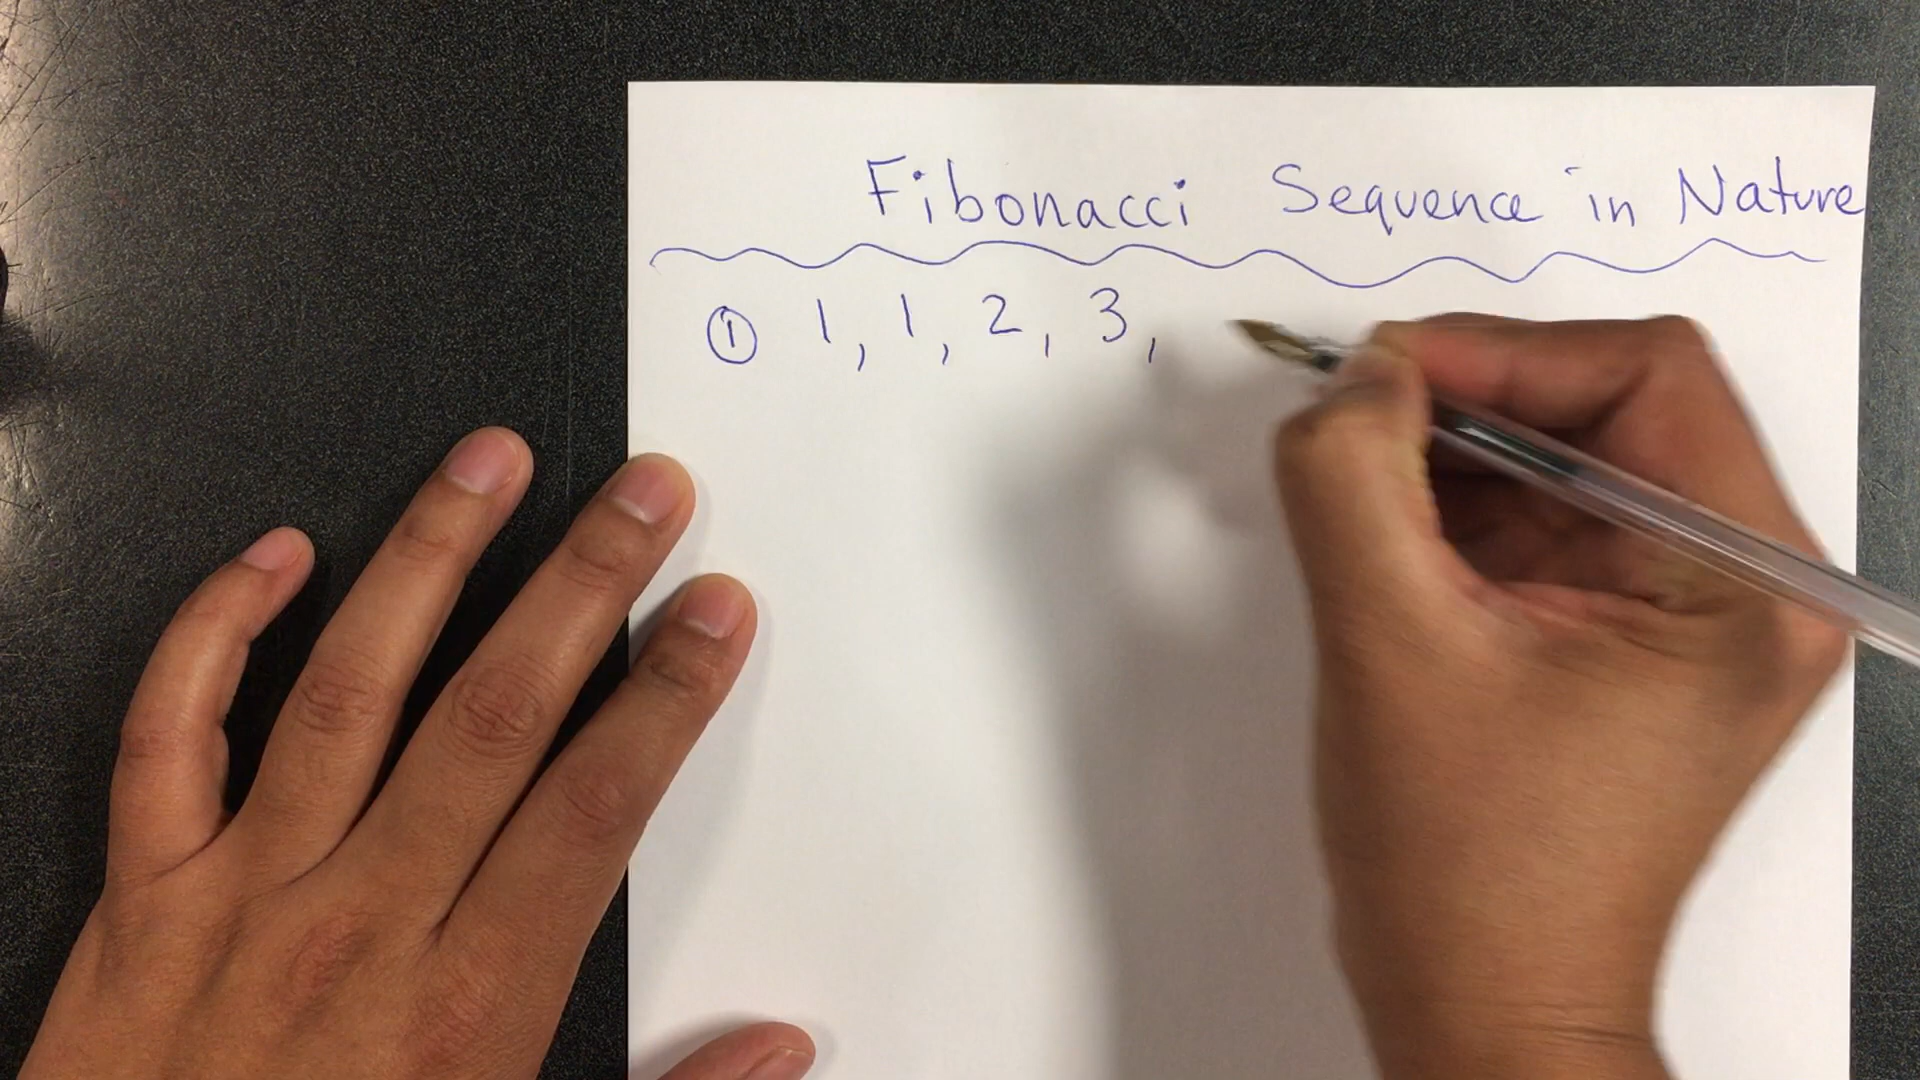 Fibonacci Sequence in Nature
① 1, 1, 2, 3,